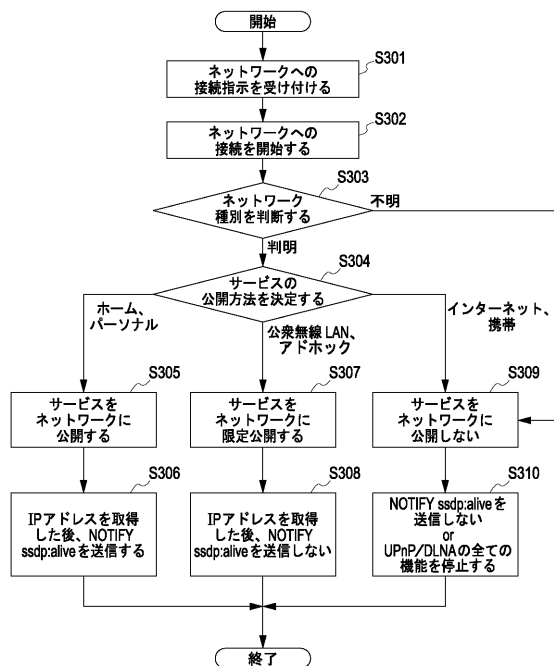 開始
S301
ネットワークへの
接続指示を受け付ける
S302
ネットワークへの
接続を開始する
S303
ネットワーク
種別を判断する
不明
判明
S304
サービスの
公開方法を決定する
ホーム、
パーソナル
公衆無線 LAN、
アドホック
インターネット、
携帯
S305
サービスを
ネットワークに
公開する
S307
サービスを
ネットワークに
限定公開する
S309
サービスを
ネットワークに
公開しない
S306
IPアドレスを取得
した後、NOTIFY
ssdp:aliveを送信する
S308
IPアドレスを取得
した後、NOTIFY
ssdp:aliveを送信しない
S310
NOTIFY ssdp:aliveを
送信しない
or
UPnP/DLNAの全ての
機能を停止する
終了